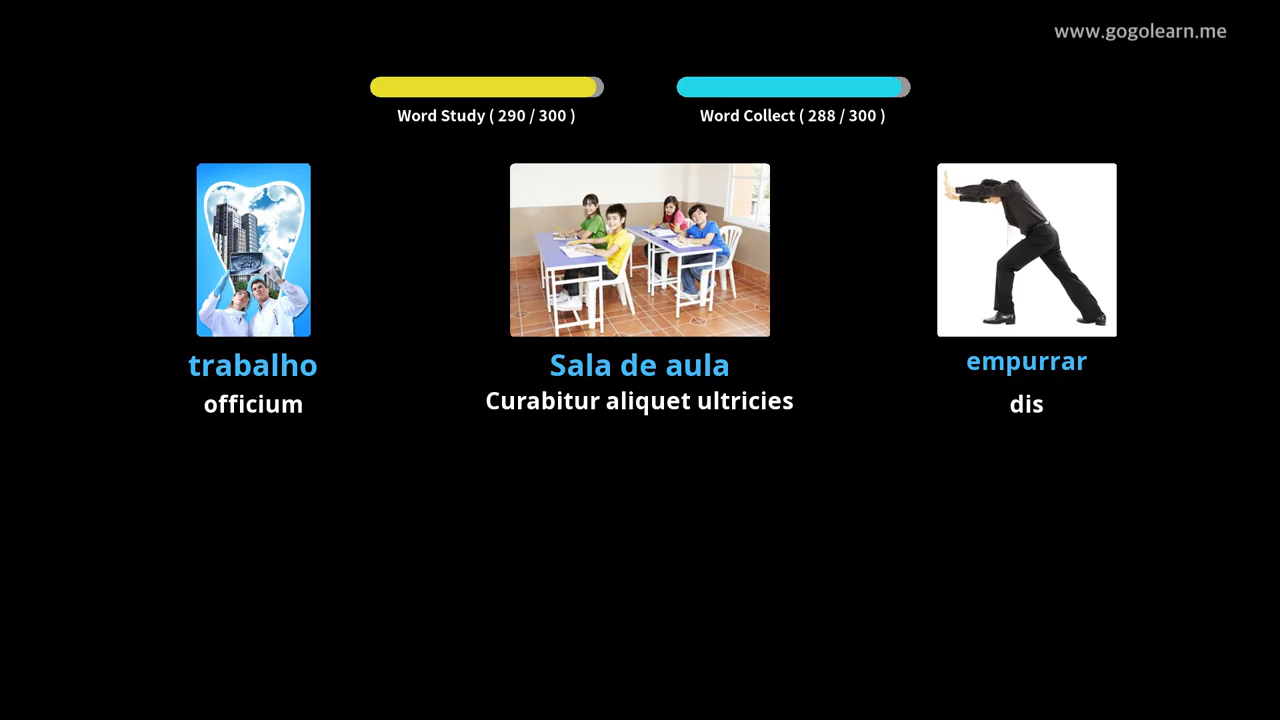 www.gogolearn.me
Word Study ( 290 / 300 )
Word Collect ( 288 / 300 )
trabalho
officium
Sala de aula
Curabitur aliquet ultricies
empurrar
dis